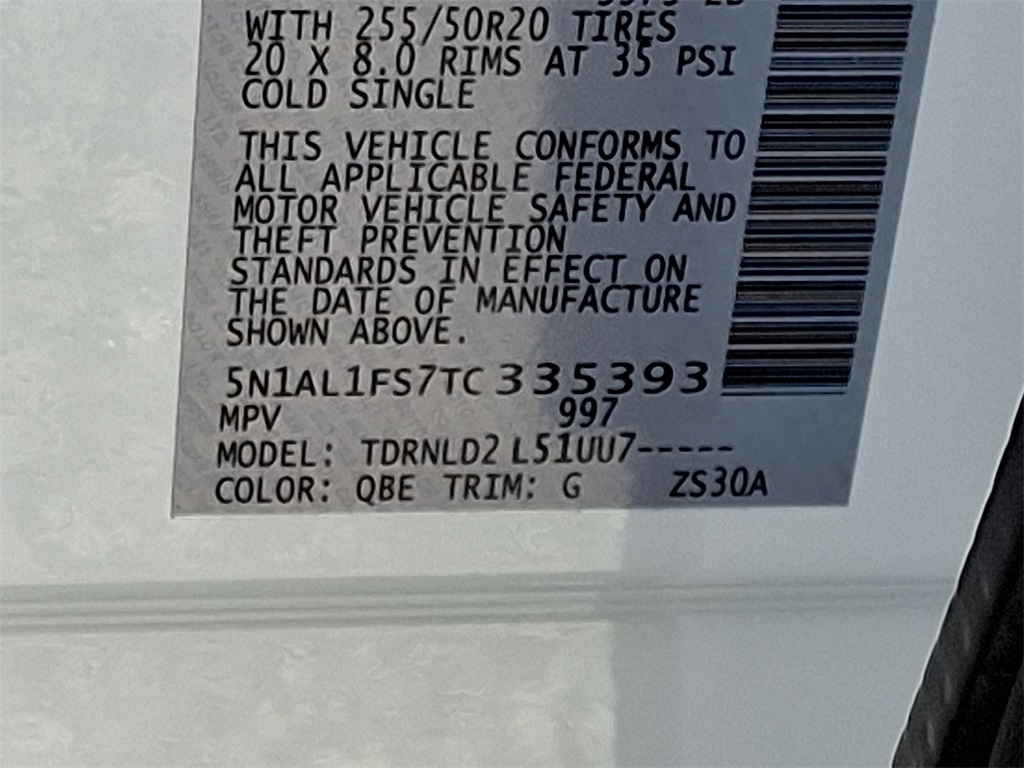 WITH 255/50R20 TIRES
20 X 8.0 RIMS AT 35 PSI
COLD SINGLE
THIS VEHICLE CONFORMS TO
ALL APPLICABLE FEDERAL
MOTOR VEHICLE SAFETY AND
THEFT PREVENTION
STANDARDS IN EFFECT ON
THE DATE OF MANUFACTURE
SHOWN ABOVE.
5N1AL1FS7TC335393
MPV 997
MODEL: TDRNLD2 L51UU7-----
COLOR: QBE TRIM: G ZS30A